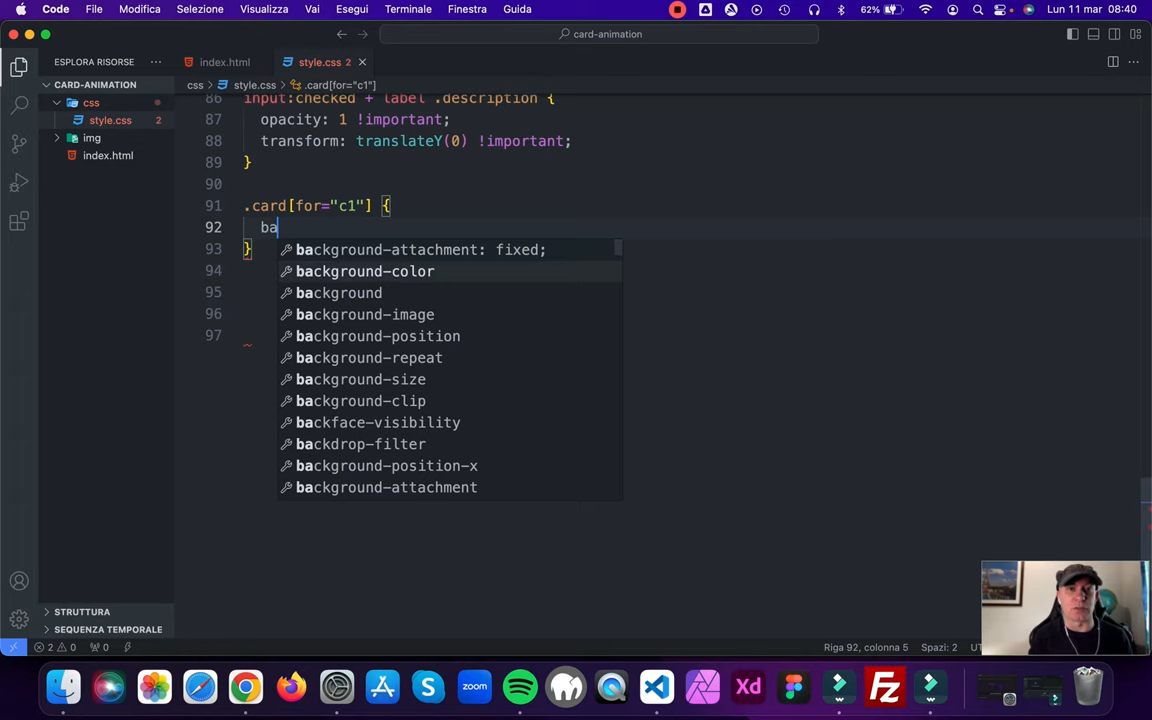 Code File Modifica Selezione Visualizza Vai Esegui Terminale Finestra Guida 62% Lun 11 mar 08:40
card-animation
ESPLORA RISORSE
index.html
style.css 2
CARD-ANIMATION
css
style.css 2
img
index.html
css style.css .card[for="c1"]
86 input:checked + label .description {
87 opacity: 1 !important;
88 transform: translateY(0) !important;
89 }
90
91 .card[for="c1"] {
92 ba
93 }
94
95
96
97
background-attachment: fixed;
background-color
background
background-image
background-position
background-repeat
background-size
background-clip
backface-visibility
backdrop-filter
background-position-x
background-attachment
STRUTTURA
SEQUENZA TEMPORALE
2 0 0
Riga 92, colonna 5 Spazi: 2
zoom
Xd
Fz